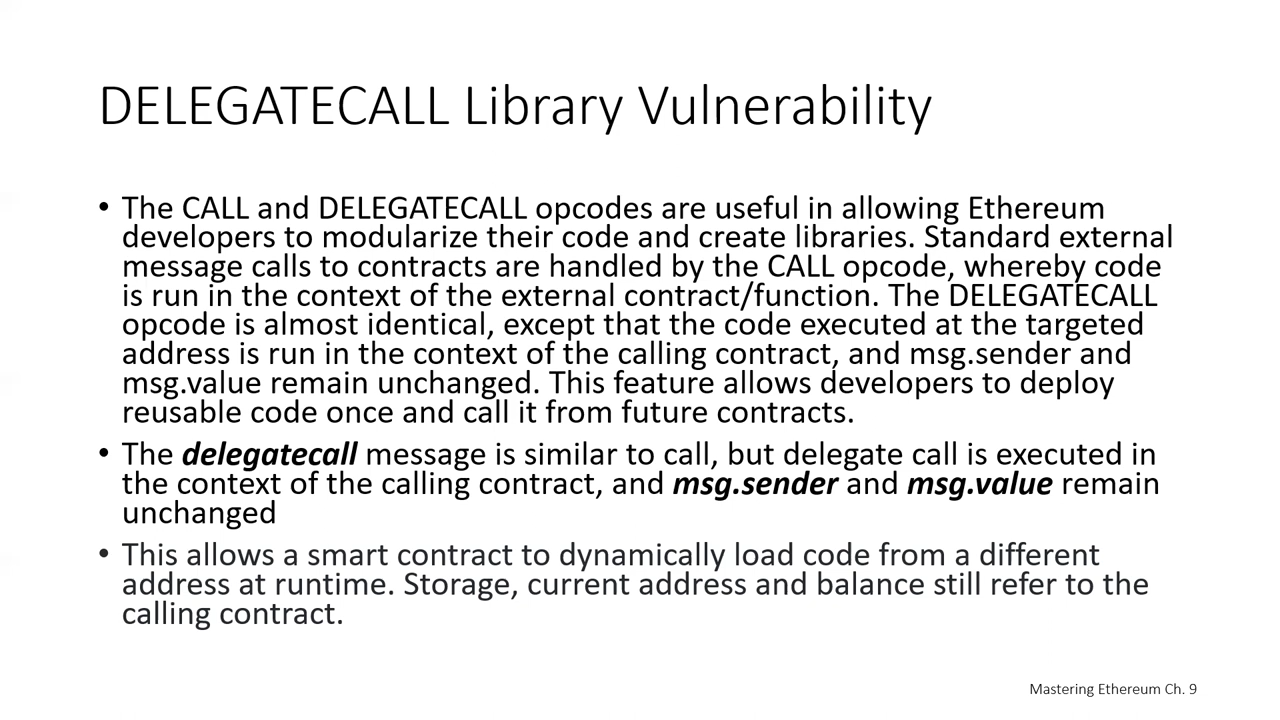 DELEGATECALL Library Vulnerability
• The CALL and DELEGATECALL opcodes are useful in allowing Ethereum
developers to modularize their code and create libraries. Standard external
message calls to contracts are handled by the CALL opcode, whereby code
is run in the context of the external contract/function. The DELEGATECALL
opcode is almost identical, except that the code executed at the targeted
address is run in the context of the calling contract, and msg.sender and
msg.value remain unchanged. This feature allows developers to deploy
reusable code once and call it from future contracts.
• The delegatecall message is similar to call, but delegate call is executed in
the context of the calling contract, and msg.sender and msg.value remain
unchanged
• This allows a smart contract to dynamically load code from a different
address at runtime. Storage, current address and balance still refer to the
calling contract.
Mastering Ethereum Ch. 9